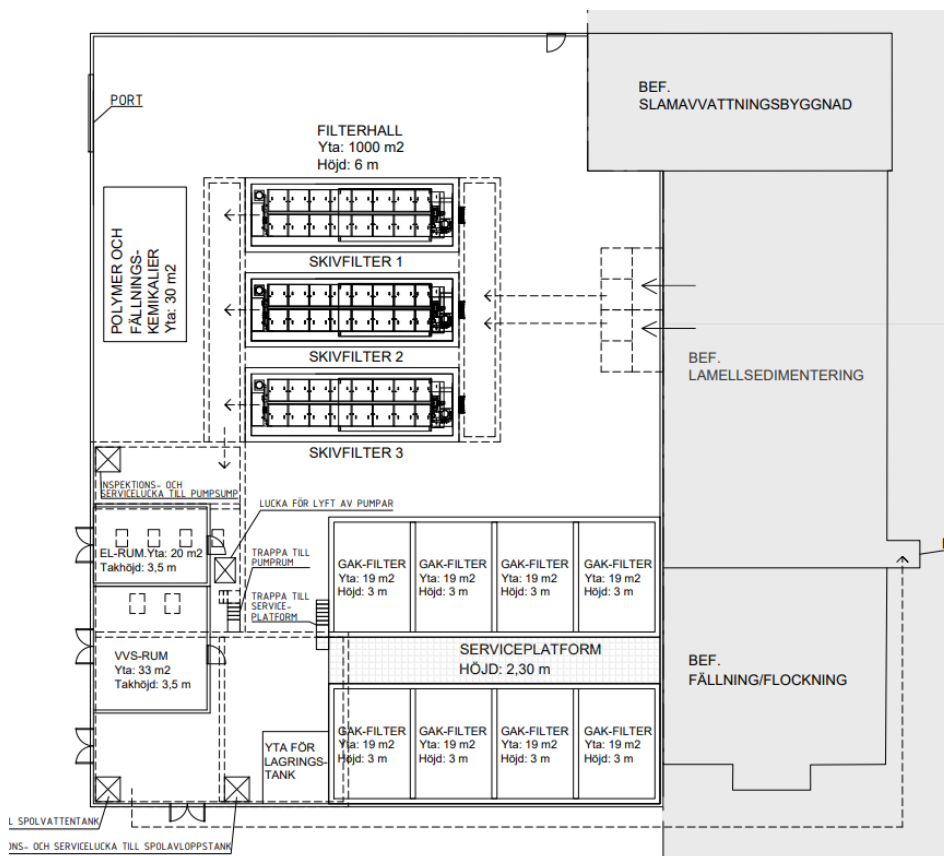 BEF.
SLAMAVVATTNINGSBYGGNAD
PORT
FILTERHALL
Yta: 1000 m2
Höjd: 6 m
POLYMER OCH
FÄLLNINGS-
KEMIKALIER
Yta: 30 m2
SKIVFILTER 1
SKIVFILTER 2
SKIVFILTER 3
BEF.
LAMELLSEDIMENTERING
INSPEKTIONS- OCH
SERVICELUCKA TILL PUMPSUMP
LUCKA FÖR LYFT AV PUMPAR
EL-RUM.Yta: 20 m2
Takhöjd: 3,5 m
TRAPPA TILL
PUMPRUM
TRAPPA TILL
SERVICE-
PLATFORM
GAK-FILTER
Yta: 19 m2
Höjd: 3 m
GAK-FILTER
Yta: 19 m2
Höjd: 3 m
GAK-FILTER
Yta: 19 m2
Höjd: 3 m
GAK-FILTER
Yta: 19 m2
Höjd: 3 m
VVS-RUM
Yta: 33 m2
Takhöjd: 3,5 m
SERVICEPLATFORM
HÖJD: 2,30 m
BEF.
FÄLLNING/FLOCKNING
YTA FÖR
LAGRINGS-
TANK
GAK-FILTER
Yta: 19 m2
Höjd: 3 m
GAK-FILTER
Yta: 19 m2
Höjd: 3 m
GAK-FILTER
Yta: 19 m2
Höjd: 3 m
GAK-FILTER
Yta: 19 m2
Höjd: 3 m
L SPOLVATTENTANK
ONS- OCH SERVICELUCKA TILL SPOLAVLOPPSTANK